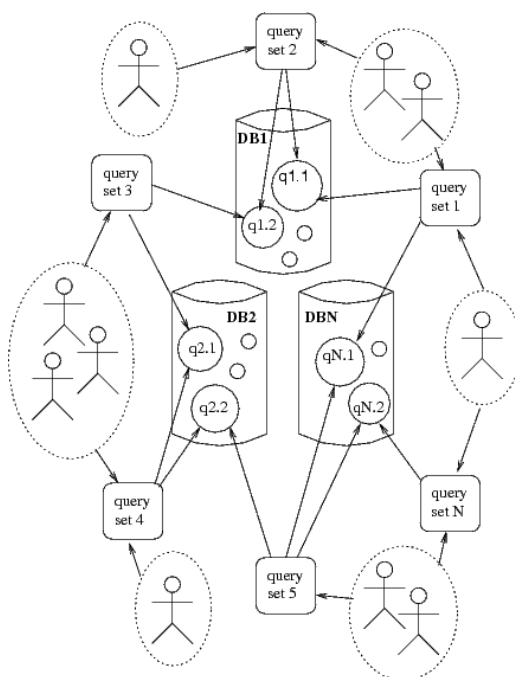 query
set 2
DB1
q1.1
query
set 3
query
set 1
q1.2
DB2
DBN
q2.1
qN.1
q2.2
qN.2
query
set 4
query
set N
query
set 5